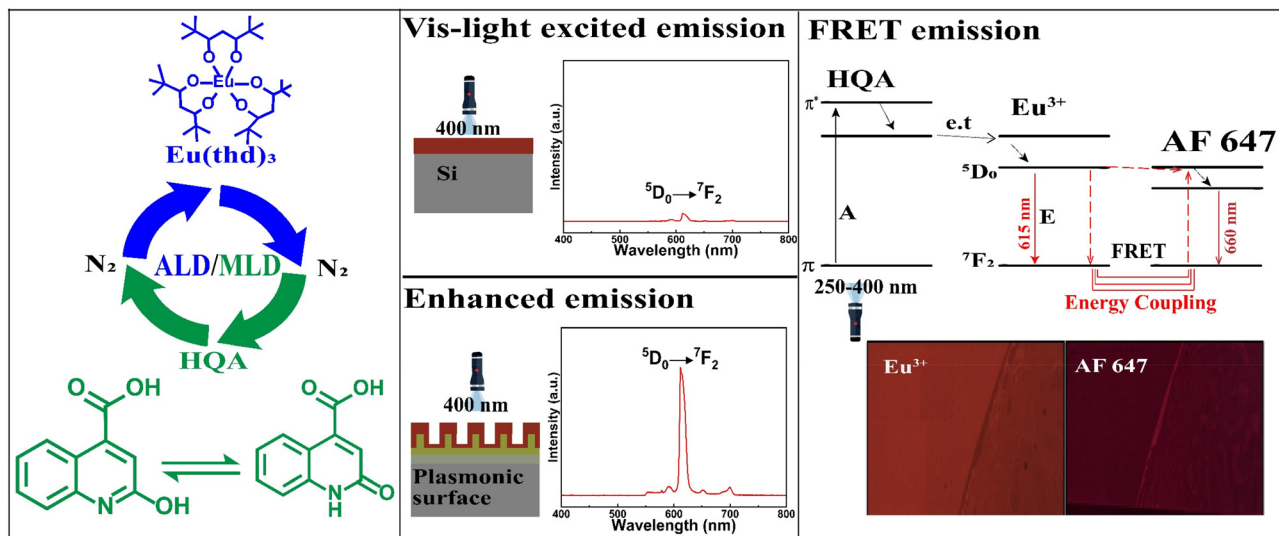 Eu
O
O
O
O
O
O
Eu(thd)₃
N₂
ALD/MLD
N₂
HQA
O
OH
N
OH
O
OH
N
H
O
Vis-light excited emission
400 nm
Si
Intensity (a.u.)
⁵D₀→⁷F₂
400 500 600 700 800
Wavelength (nm)
Enhanced emission
400 nm
Plasmonic
surface
Intensity (a.u.)
⁵D₀→⁷F₂
400 500 600 700 800
Wavelength (nm)
FRET emission
HQA
π*
Eu³⁺
e.t
AF 647
⁵D₀
A
615 nm
E
660 nm
FRET
π
⁷F₂
250-400 nm
Energy Coupling
Eu³⁺
AF 647